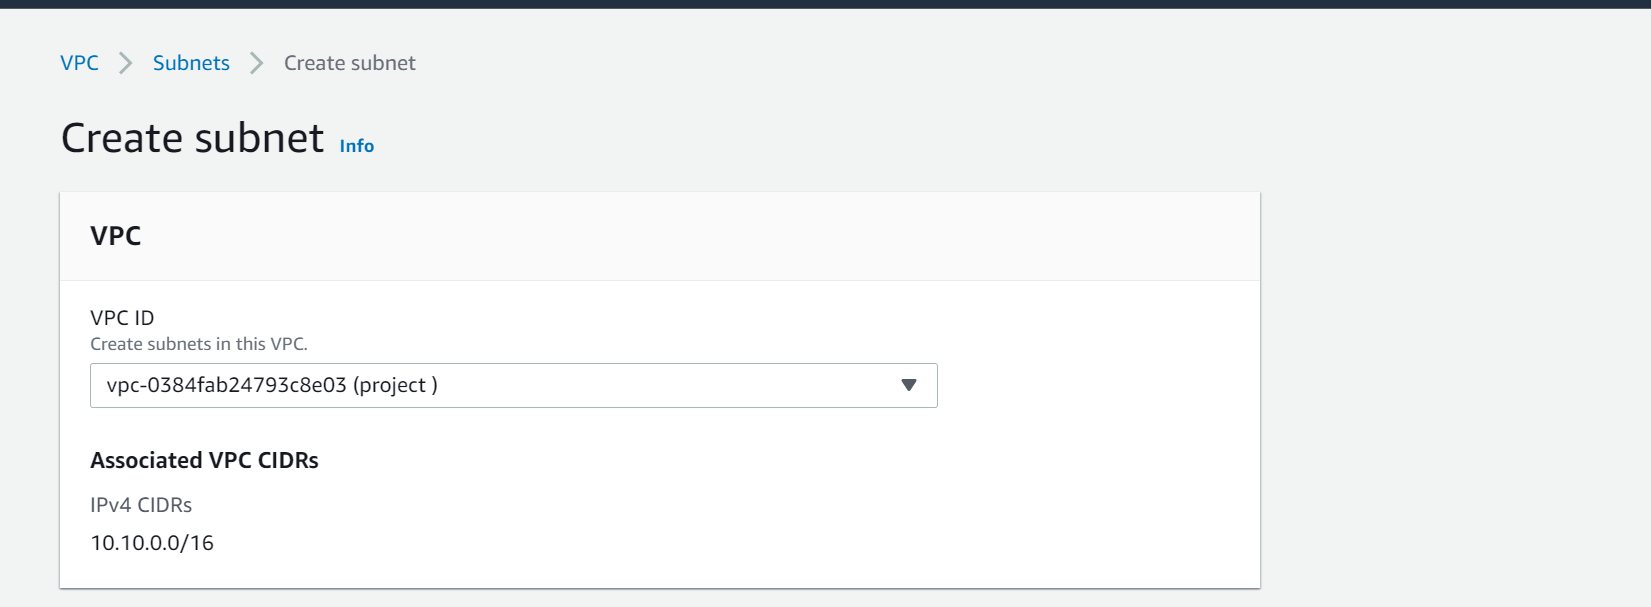 VPC > Subnets > Create subnet
Create subnet Info
VPC
VPC ID
Create subnets in this VPC.
vpc-0384fab24793c8e03 (project )
Associated VPC CIDRs
IPv4 CIDRs
10.10.0.0/16